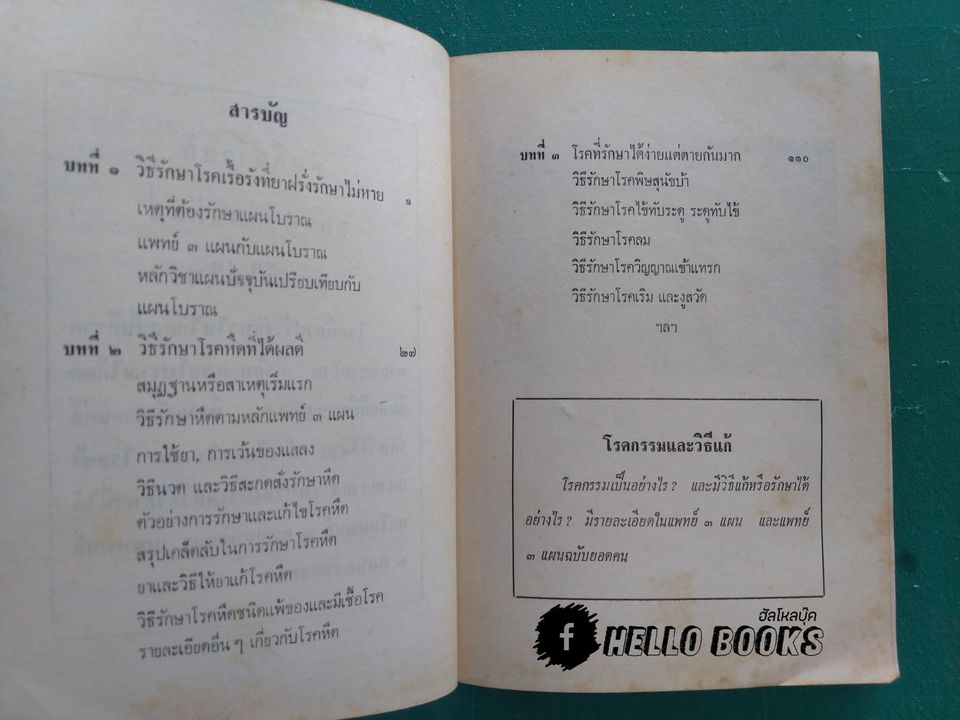 สารบัญ
บทที่ ๑ วิธีรักษาโรคเรื้อรังที่ยาฝรั่งรักษาไม่หาย ๑
เหตุที่ต้องรักษาแผนโบราณ
แพทย์ ๓ แผนกับแผนโบราณ
หลักวิชาแผนปัจจุบันเปรียบเทียบกับ
แผนโบราณ
บทที่ ๒ วิธีรักษาโรคหืดที่ได้ผลดี ๒๗
สมุฏฐานหรือสาเหตุเริ่มแรก
วิธีรักษาหืดตามหลักแพทย์ ๓ แผน
การใช้ยา, การเว้นของแสลง
วิธีนวด และวิธีสะกดสั่งรักษาหืด
ตัวอย่างการรักษาและแก้ไขโรคหืด
สรุปเคล็ดลับในการรักษาโรคหืด
ยาและวิธีให้ยาแก้โรคหืด
วิธีรักษาโรคหืดชนิดแพ้ของและมีเชื้อโรค
รายละเอียดอื่น ๆ เกี่ยวกับโรคหืด
บทที่ ๓ โรคที่รักษาได้ง่ายแต่ตายกันมาก ๑๑๐
วิธีรักษาโรคพิษสุนัขบ้า
วิธีรักษาโรคไข้ทับระดู ระดูทับไข้
วิธีรักษาโรคลม
วิธีรักษาโรควิญญาณเข้าแทรก
วิธีรักษาโรคเริม และงูสวัด
ฯลฯ
โรคกรรมและวิธีแก้
โรคกรรมเป็นอย่างไร? และมีวิธีแก้หรือรักษาได้
อย่างไร? มีรายละเอียดในแพทย์ ๓ แผน และแพทย์
๓ แผนฉบับยอดคน
ฮัลโหลบุ๊ค
f HELLO BOOKS